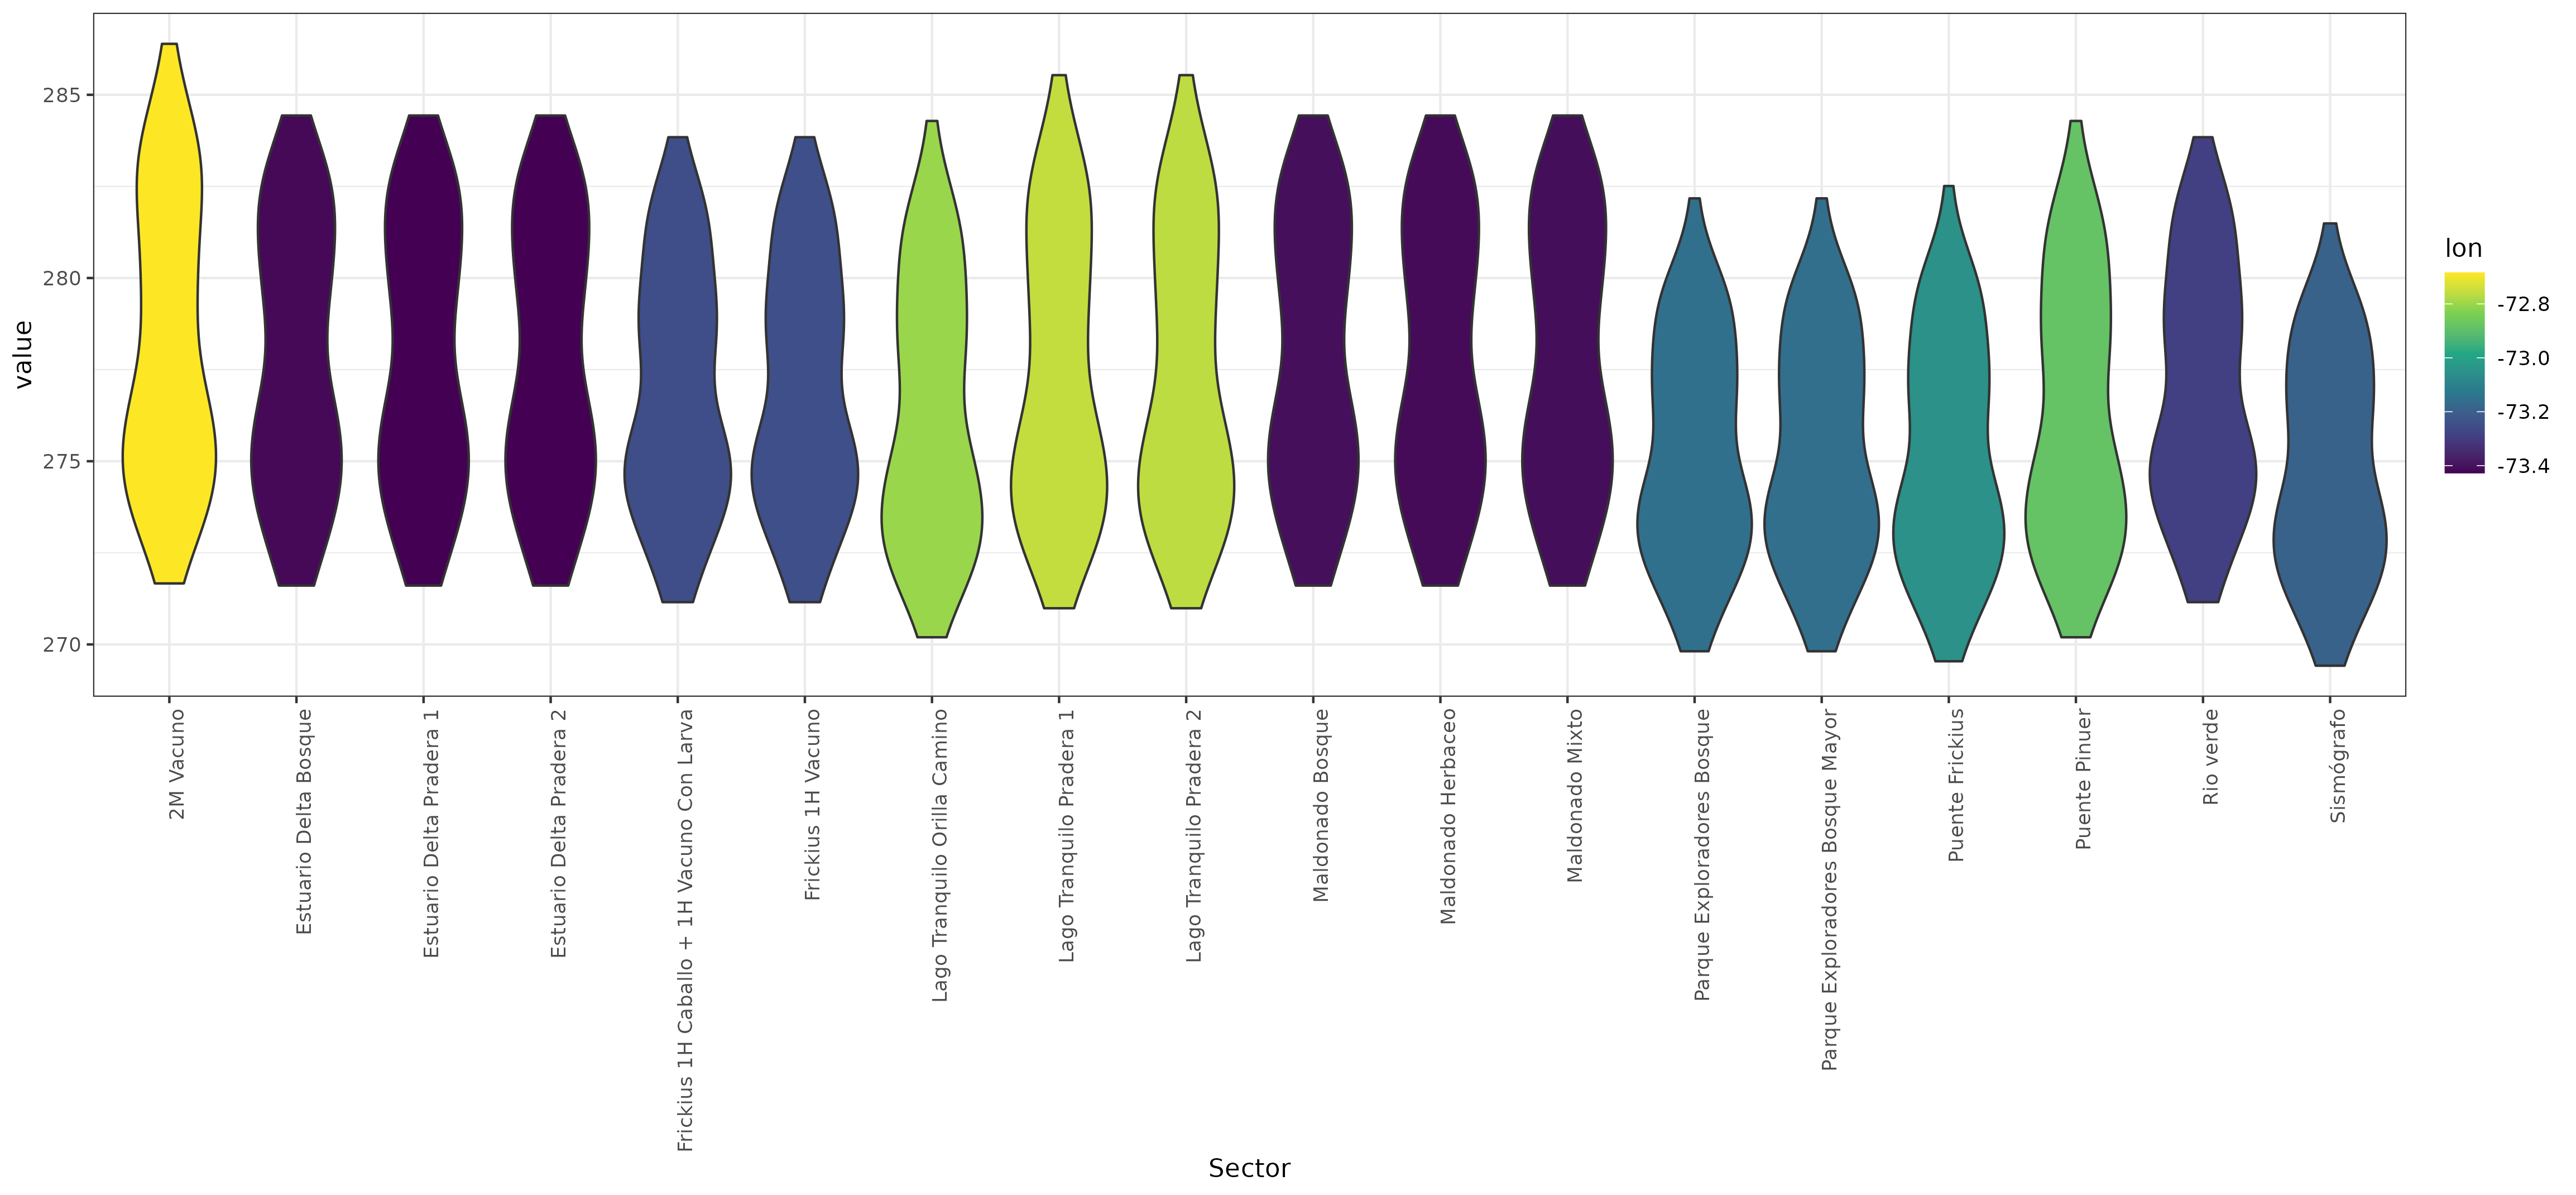 value
285
280
275
270
2M Vacuno
Estuario Delta Bosque
Estuario Delta Pradera 1
Estuario Delta Pradera 2
Frickius 1H Caballo + 1H Vacuno Con Larva
Frickius 1H Vacuno
Lago Tranquilo Orilla Camino
Lago Tranquilo Pradera 1
Lago Tranquilo Pradera 2
Maldonado Bosque
Maldonado Herbaceo
Maldonado Mixto
Parque Exploradores Bosque
Parque Exploradores Bosque Mayor
Puente Frickius
Puente Pinuer
Rio verde
Sismógrafo
Sector
lon
-72.8
-73.0
-73.2
-73.4